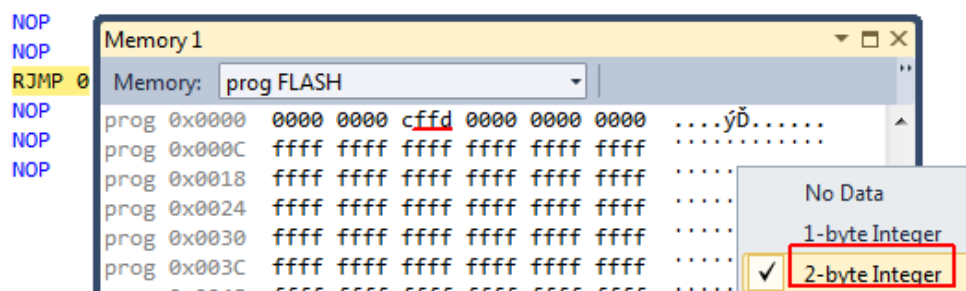 NOP
NOP
RJMP 0
NOP
NOP
NOP
Memory 1
Memory: prog FLASH
prog 0x0000 0000 0000 cffd 0000 0000 0000 ....ýĎ......
prog 0x000C ffff ffff ffff ffff ffff ffff ............
prog 0x0018 ffff ffff ffff ffff ffff ffff .....
prog 0x0024 ffff ffff ffff ffff ffff ffff .....
prog 0x0030 ffff ffff ffff ffff ffff ffff .....
prog 0x003C ffff ffff ffff ffff ffff ffff .....
No Data
1-byte Integer
2-byte Integer